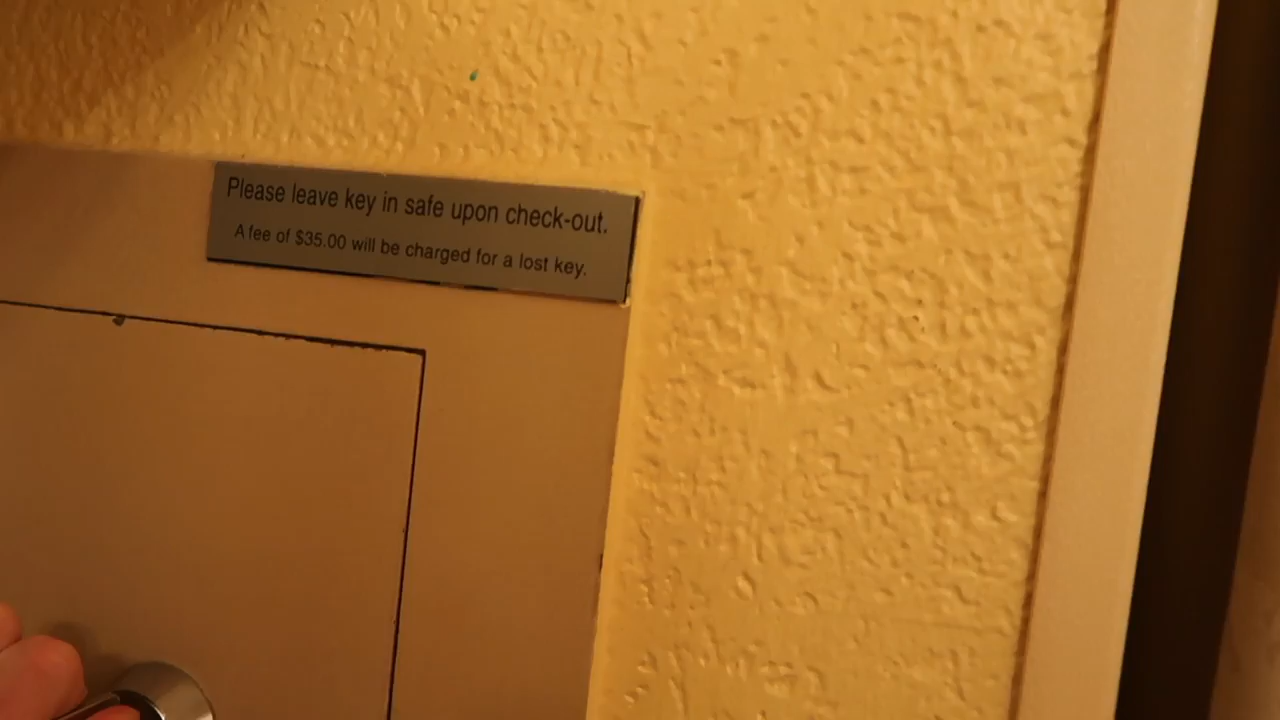 Please leave key in safe upon check-out.
A fee of $35.00 will be charged for a lost key.